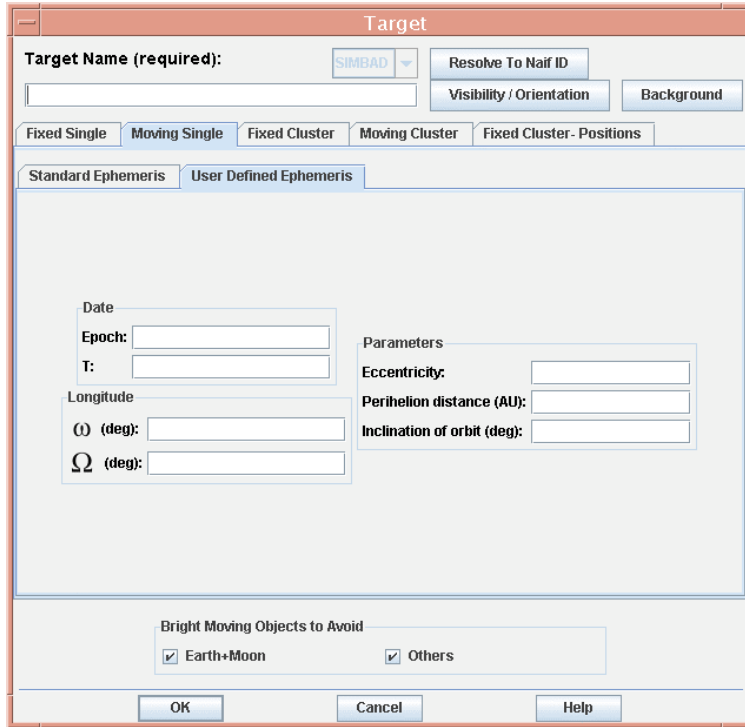 Target
Target Name (required):
SIMBAD
Resolve To Naif ID
Visibility / Orientation
Background
Fixed Single
Moving Single
Fixed Cluster
Moving Cluster
Fixed Cluster- Positions
Standard Ephemeris
User Defined Ephemeris
Date
Epoch:
T:
Longitude
ω (deg):
Ω (deg):
Parameters
Eccentricity:
Perihelion distance (AU):
Inclination of orbit (deg):
Bright Moving Objects to Avoid
Earth+Moon
Others
OK
Cancel
Help